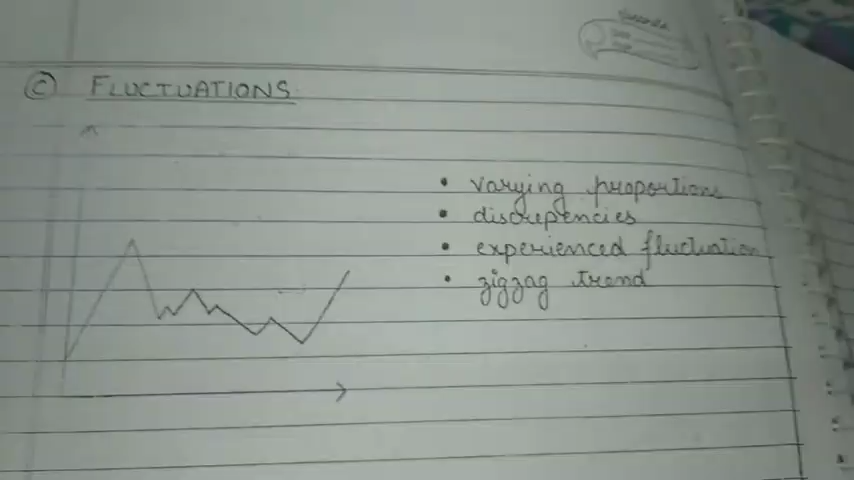 Ⓒ FLUCTUATIONS
• varying proportions
• discrepencies
• experienced fluctuation
• zigzag trend